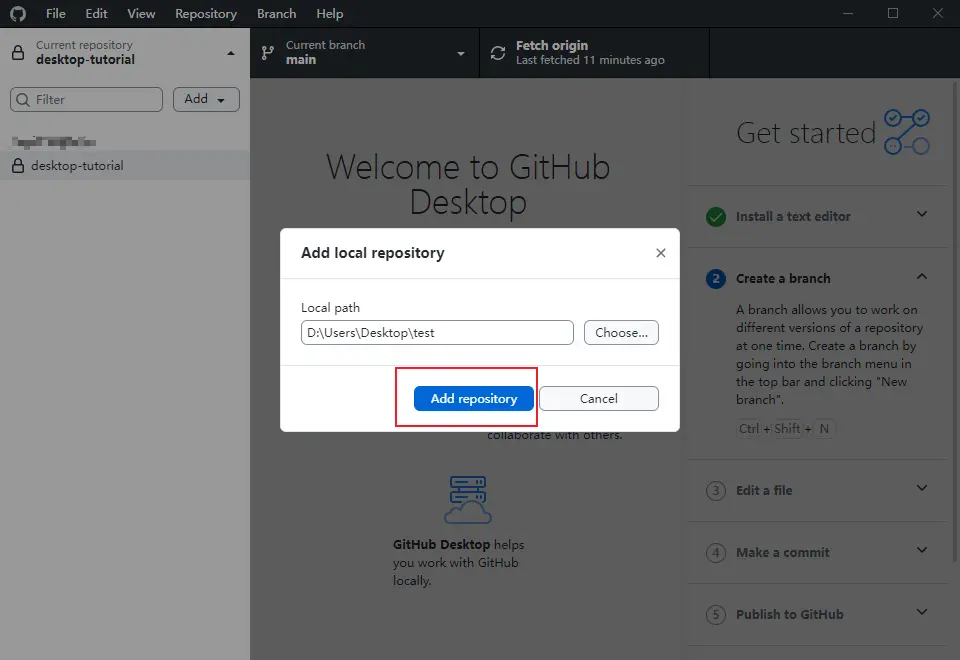 File Edit View Repository Branch Help
Current repository
desktop-tutorial
Current branch
main
Fetch origin
Last fetched 11 minutes ago
Filter
Add
desktop-tutorial
Welcome to GitHub
Desktop
collaborate with others.
GitHub Desktop helps
you work with GitHub
locally.
Add local repository
Local path
D:\Users\Desktop\test
Choose...
Add repository
Cancel
Get started
Install a text editor
2 Create a branch
A branch allows you to work on
different versions of a repository
at one time. Create a branch by
going into the branch menu in
the top bar and clicking "New
branch".
Ctrl + Shift + N
3 Edit a file
4 Make a commit
5 Publish to GitHub